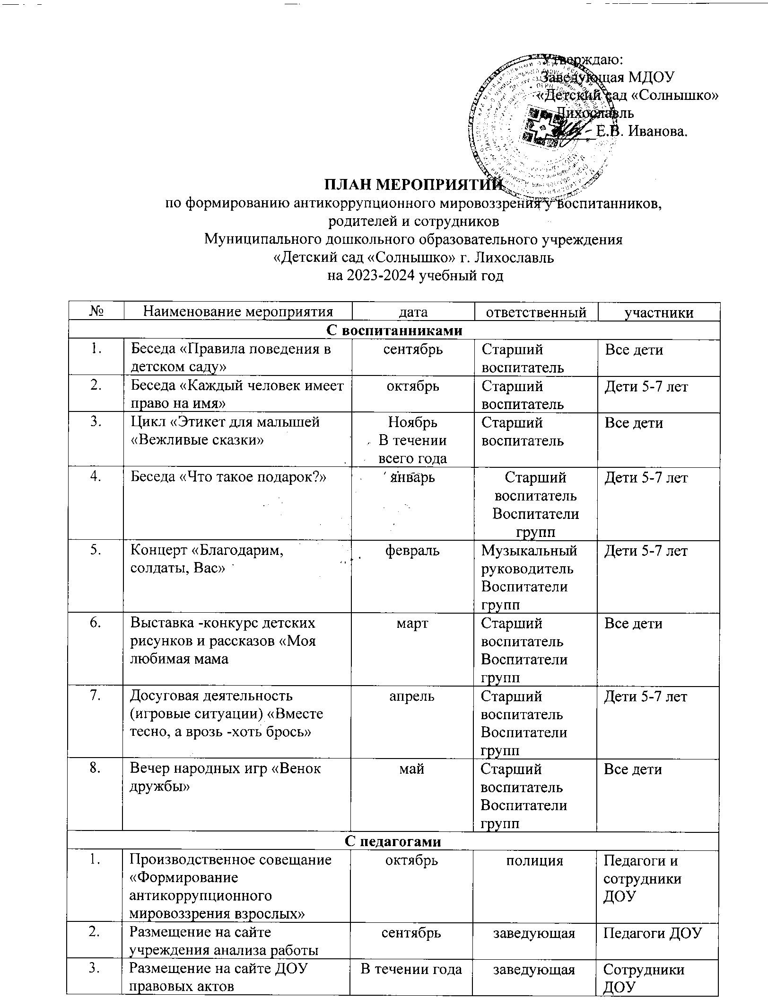 Утверждаю:
Заведующая МДОУ
«Детский сад «Солнышко»
Лихославль
Е.В. Иванова.
ПЛАН МЕРОПРИЯТИЙ
по формированию антикоррупционного мировоззрения у воспитанников,
родителей и сотрудников
Муниципального дошкольного образовательного учреждения
«Детский сад «Солнышко» г. Лихославль
на 2023-2024 учебный год
№ Наименование мероприятия дата ответственный участники
С воспитанниками
1. Беседа «Правила поведения в сентябрь Старший Все дети
детском саду» воспитатель
2. Беседа «Каждый человек имеет октябрь Старший Дети 5-7 лет
право на имя» воспитатель
3. Цикл «Этикет для малышей Ноябрь Старший Все дети
«Вежливые сказки» В течении воспитатель
всего года
4. Беседа «Что такое подарок?» январь Старший Дети 5-7 лет
воспитатель
Воспитатели
групп
5. Концерт «Благодарим, февраль Музыкальный Дети 5-7 лет
солдаты, Вас» руководитель
Воспитатели
групп
6. Выставка -конкурс детских март Старший Все дети
рисунков и рассказов «Моя воспитатель
любимая мама Воспитатели
групп
7. Досуговая деятельность апрель Старший Дети 5-7 лет
(игровые ситуации) «Вместе воспитатель
тесно, а врозь -хоть брось» Воспитатели
групп
8. Вечер народных игр «Венок май Старший Все дети
дружбы» воспитатель
Воспитатели
групп
С педагогами
1. Производственное совещание октябрь полиция Педагоги и
«Формирование сотрудники
антикоррупционного ДОУ
мировоззрения взрослых»
2. Размещение на сайте сентябрь заведующая Педагоги ДОУ
учреждения анализа работы
3. Размещение на сайте ДОУ В течении года заведующая Сотрудники
правовых актов ДОУ